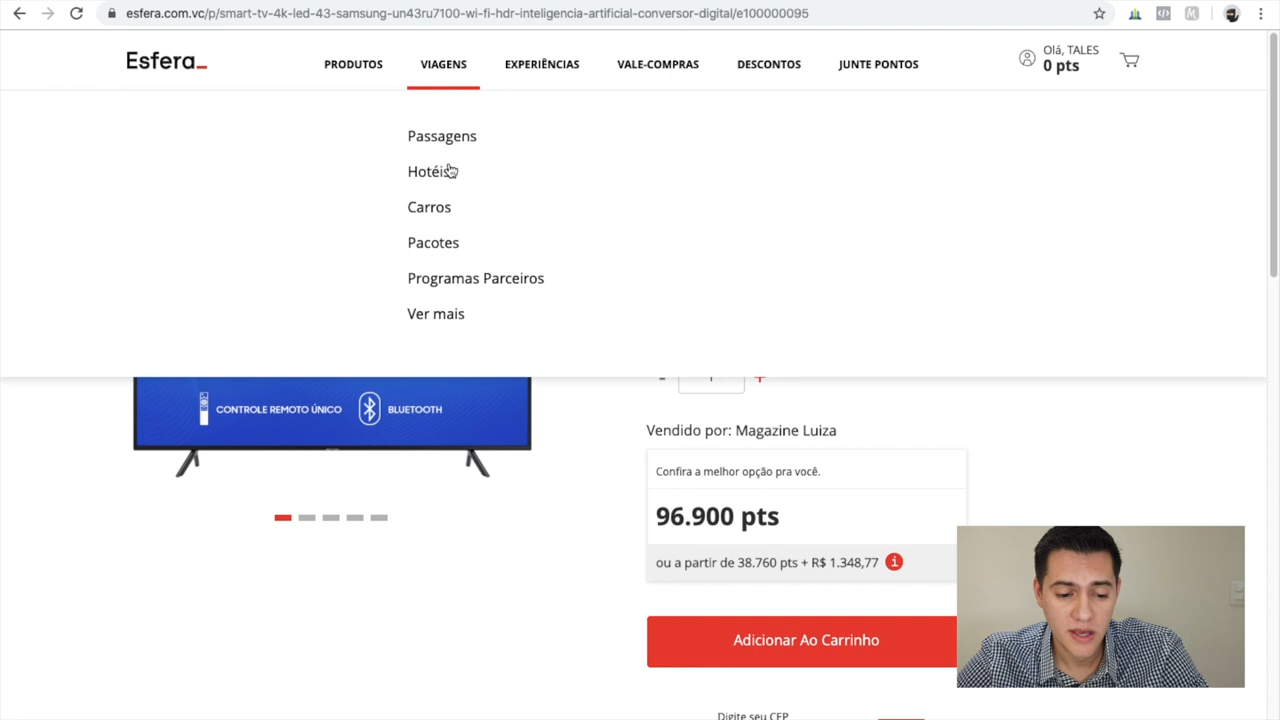 esfera.com.vc/p/smart-tv-4k-led-43-samsung-un43ru7100-wi-fi-hdr-inteligencia-artificial-conversor-digital/e100000095
Esfera_
PRODUTOS
VIAGENS
EXPERIÊNCIAS
VALE-COMPRAS
DESCONTOS
JUNTE PONTOS
Olá, TALES
0 pts
Passagens
Hotéis
Carros
Pacotes
Programas Parceiros
Ver mais
- 1 +
CONTROLE REMOTO ÚNICO
BLUETOOTH
Vendido por: Magazine Luiza
Confira a melhor opção pra você.
96.900 pts
ou a partir de 38.760 pts + R$ 1.348,77 i
Adicionar Ao Carrinho
Digite seu CEP